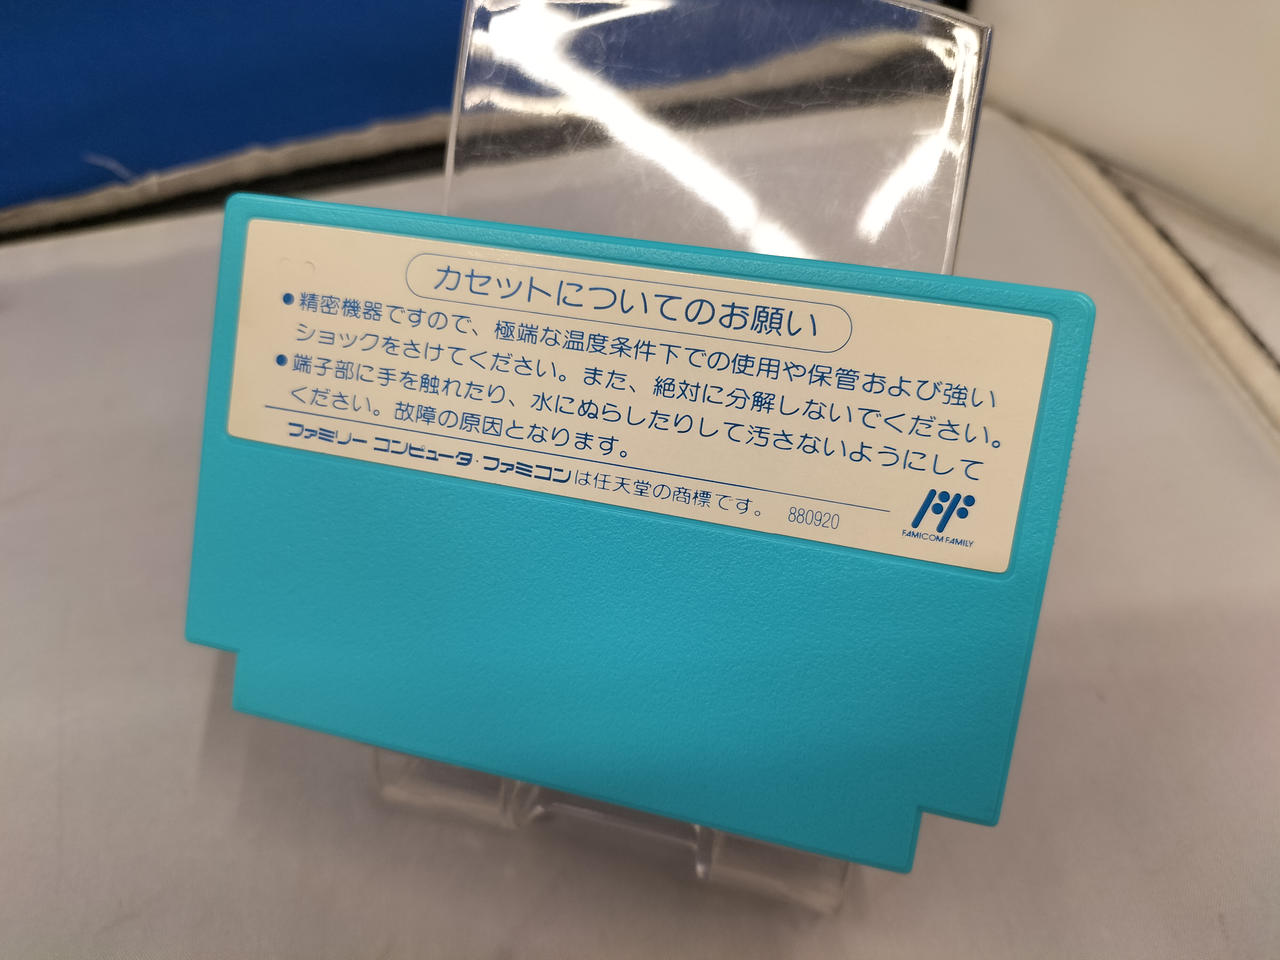 カセットについてのお願い
●精密機器ですので、極端な温度条件下での使用や保管および強い
ショックをさけてください。また、絶対に分解しないでください。
●端子部に手を触れたり、水にぬらしたりして汚さないようにして
ください。故障の原因となります。
ファミリー コンピュータ・ファミコンは任天堂の商標です。 880920
FF
FAMICOM FAMILY